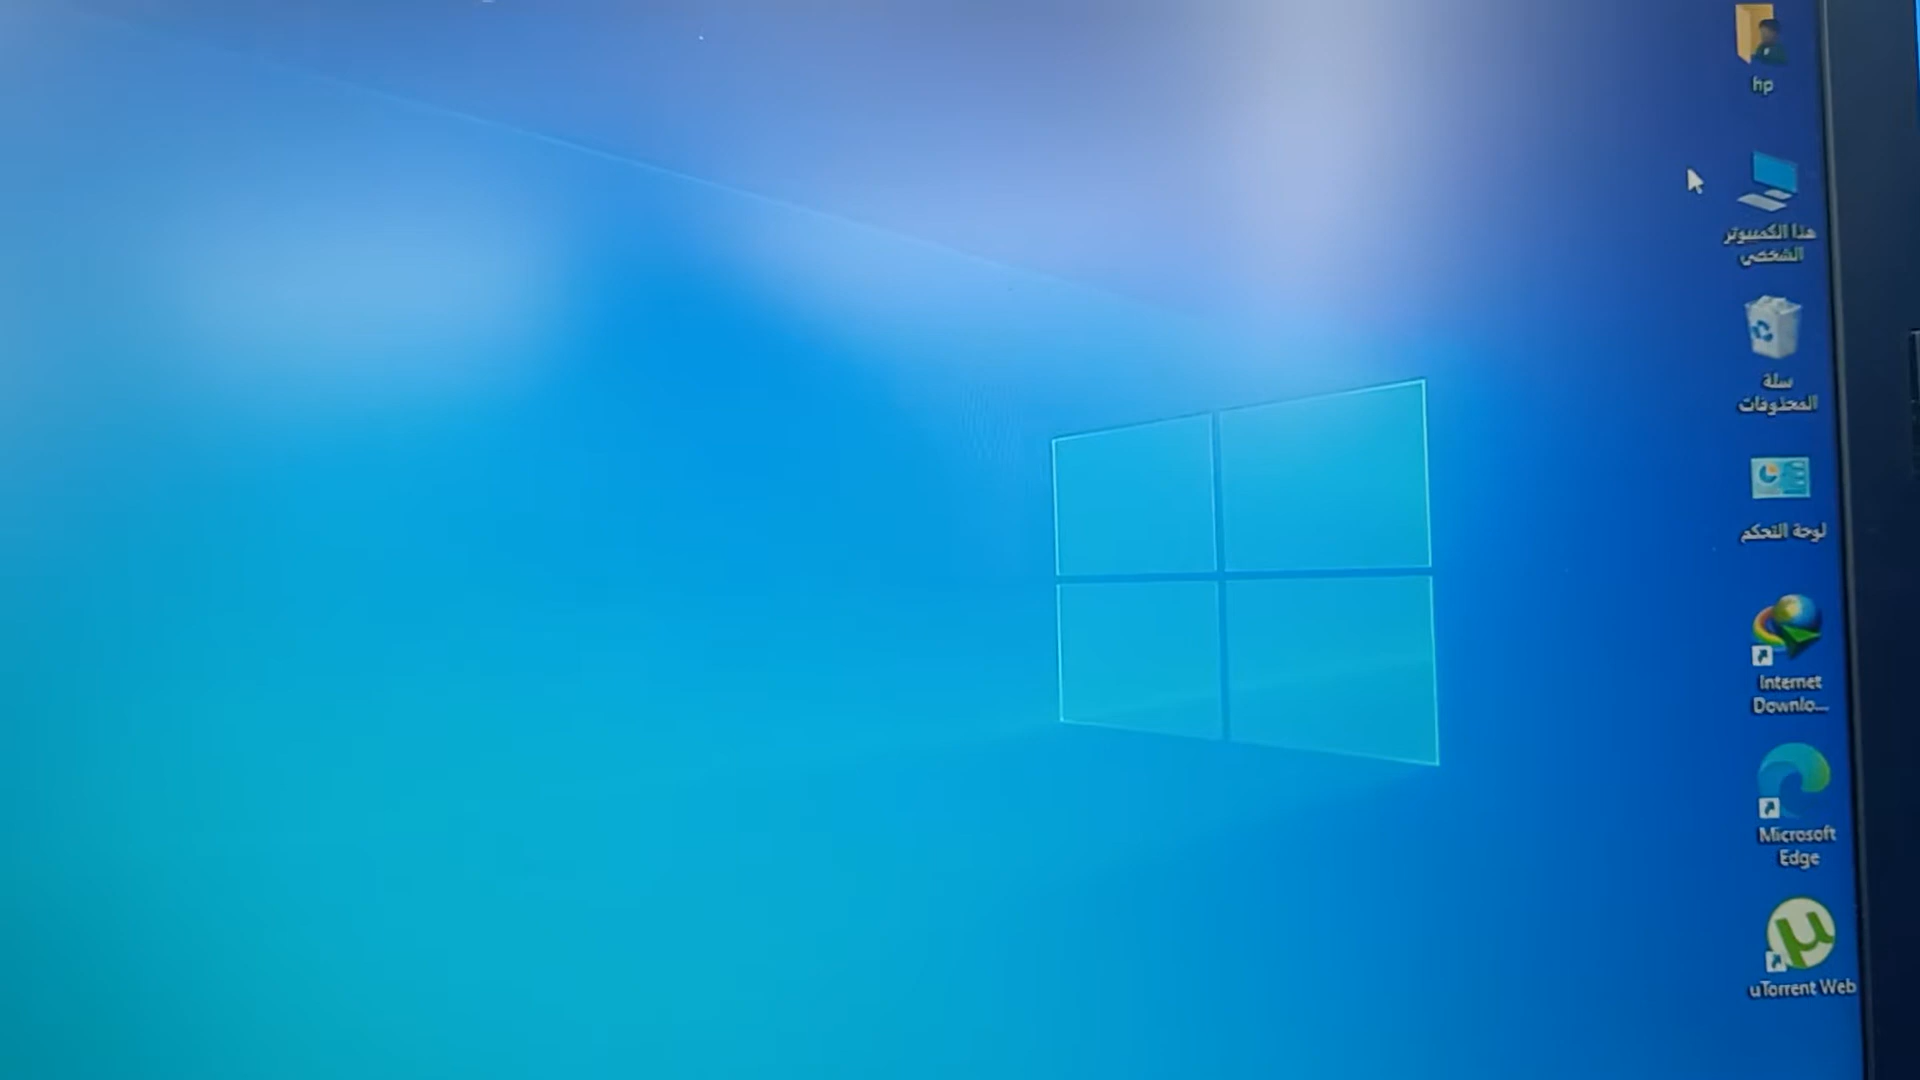 hp
هذا الكمبيوتر
الشخصي
سلة
المحذوفات
لوحة التحكم
Internet
Downlo...
Microsoft
Edge
µ
uTorrent Web